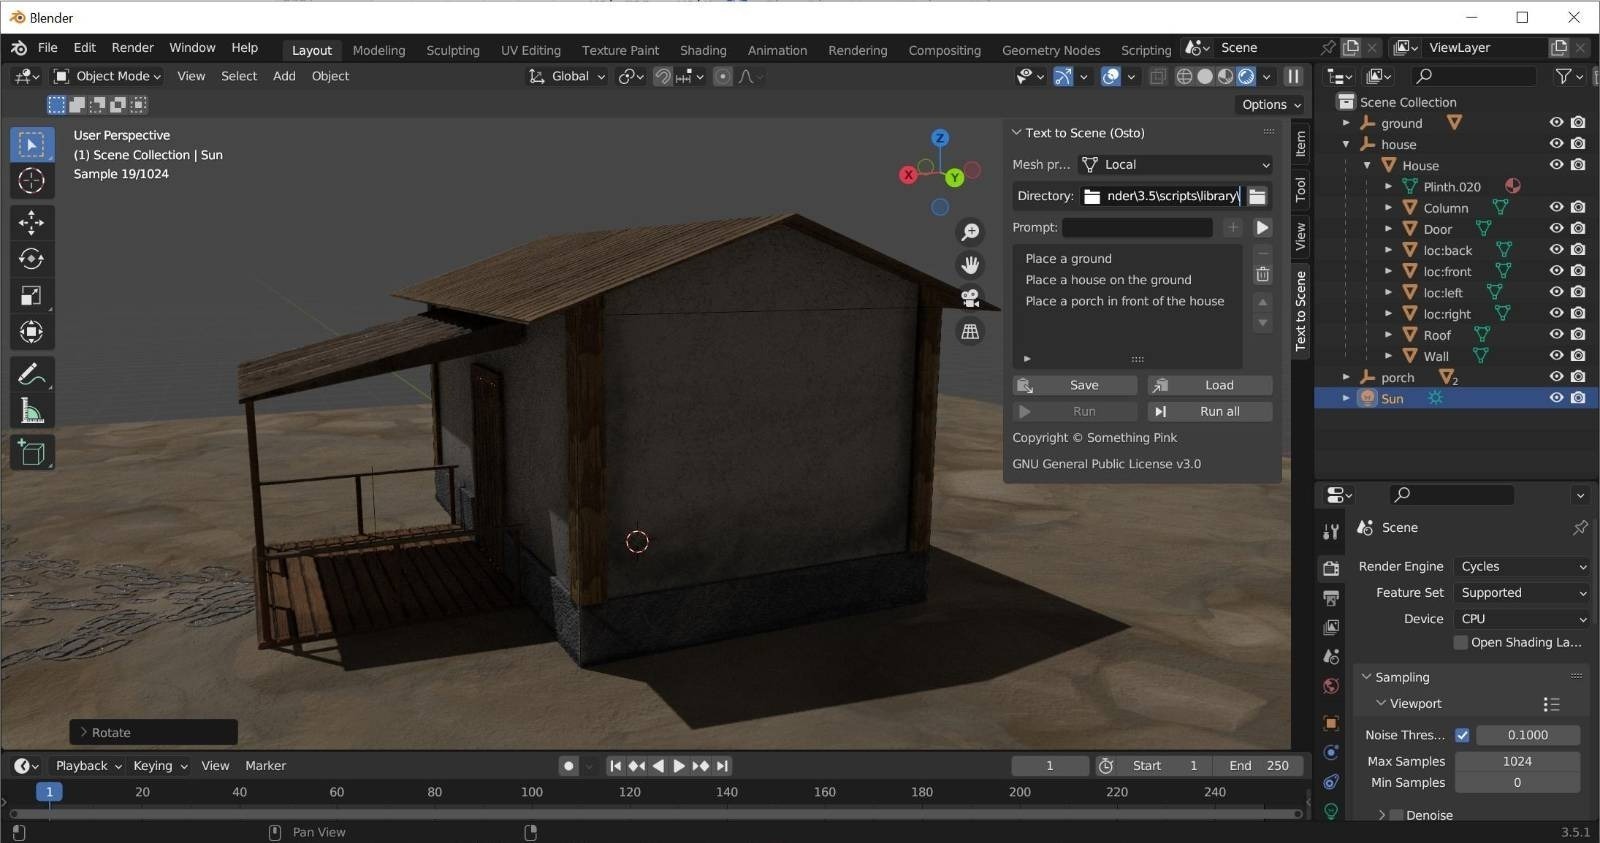 Blender
File Edit Render Window Help Layout Modeling Sculpting UV Editing Texture Paint Shading Animation Rendering Compositing Geometry Nodes Scripting Scene ViewLayer
Object Mode View Select Add Object Global
Options
User Perspective
(1) Scene Collection | Sun
Sample 19/1024
X
Y
Z
Text to Scene (Osto)
Mesh pr... Local
Directory: nder\3.5\scripts\library\
Prompt:
Place a ground
Place a house on the ground
Place a porch in front of the house
Save Load
Run Run all
Copyright © Something Pink
GNU General Public License v3.0
Item
Tool
View
Text to Scene
Scene Collection
ground
house
House
Plinth.020
Column
Door
loc:back
loc:front
loc:left
loc:right
Roof
Wall
porch 2
Sun
Scene
Render Engine Cycles
Feature Set Supported
Device CPU
Open Shading La...
Sampling
Viewport
Noise Thres... 0.1000
Max Samples 1024
Min Samples 0
Denoise
Rotate
Playback Keying View Marker 1 Start 1 End 250
1 20 40 60 80 100 120 140 160 180 200 220 240
Pan View
3.5.1